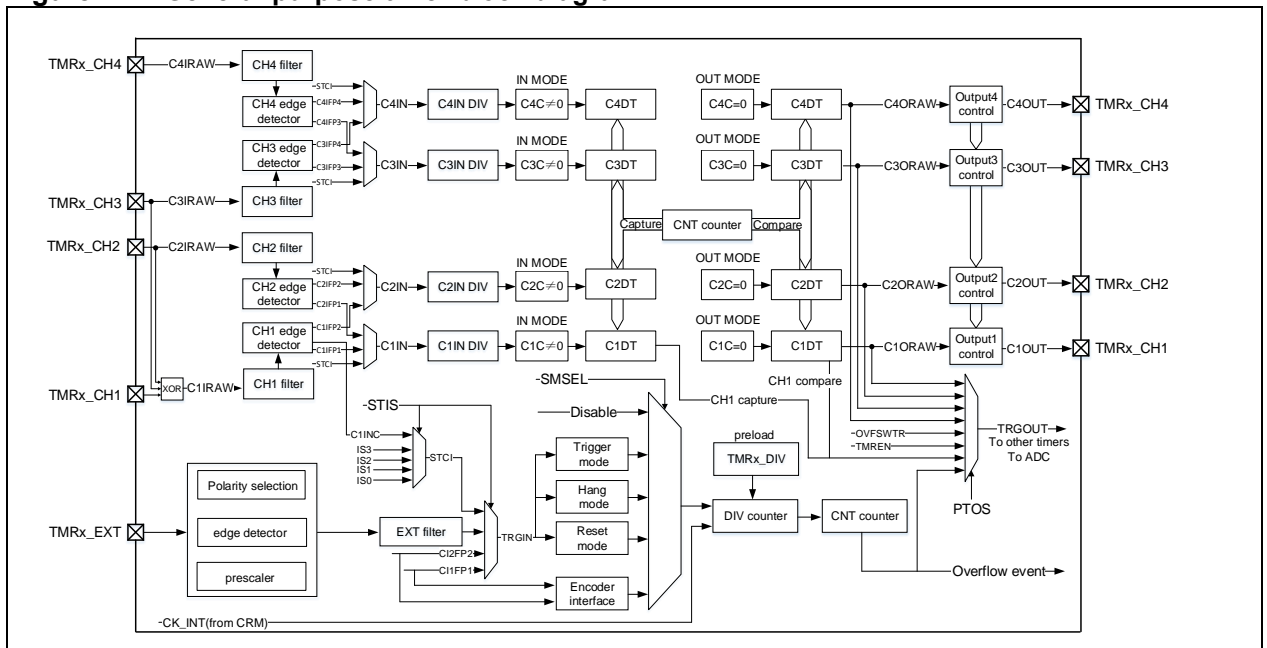 TMRx_CH4
C4IRAW
CH4 filter
STCI
CH4 edge
detector
C4IFP4
C4IFP3
C4IN
C4IN DIV
IN MODE
C4C≠0
C4DT
OUT MODE
C4C=0
C4DT
C4ORAW
Output4
control
C4OUT
TMRx_CH4
CH3 edge
detector
C3IFP4
C3IFP3
STCI
C3IN
C3IN DIV
IN MODE
C3C≠0
C3DT
OUT MODE
C3C=0
C3DT
C3ORAW
Output3
control
C3OUT
TMRx_CH3
TMRx_CH3
C3IRAW
CH3 filter
Capture
CNT counter
Compare
TMRx_CH2
C2IRAW
CH2 filter
STCI
CH2 edge
detector
C2IFP2
C2IFP1
C2IN
C2IN DIV
IN MODE
C2C≠0
C2DT
OUT MODE
C2C=0
C2DT
C2ORAW
Output2
control
C2OUT
TMRx_CH2
CH1 edge
detector
C1IFP2
C1IFP1
STCI
C1IN
C1IN DIV
IN MODE
C1C≠0
C1DT
OUT MODE
C1C=0
C1DT
C1ORAW
Output1
control
C1OUT
TMRx_CH1
TMRx_CH1
XOR
C1IRAW
CH1 filter
CH1 compare
CH1 capture
SMSEL
Disable
STIS
C1INC
IS3
IS2
IS1
IS0
STCI
OVFSWTR
TMREN
TRGOUT
To other timers
To ADC
PTOS
Trigger
mode
Hang
mode
Reset
mode
Encoder
interface
preload
TMRx_DIV
DIV counter
CNT counter
Overflow event
TMRx_EXT
Polarity selection
edge detector
prescaler
EXT filter
TRGIN
CI2FP2
CI1FP1
CK_INT(from CRM)